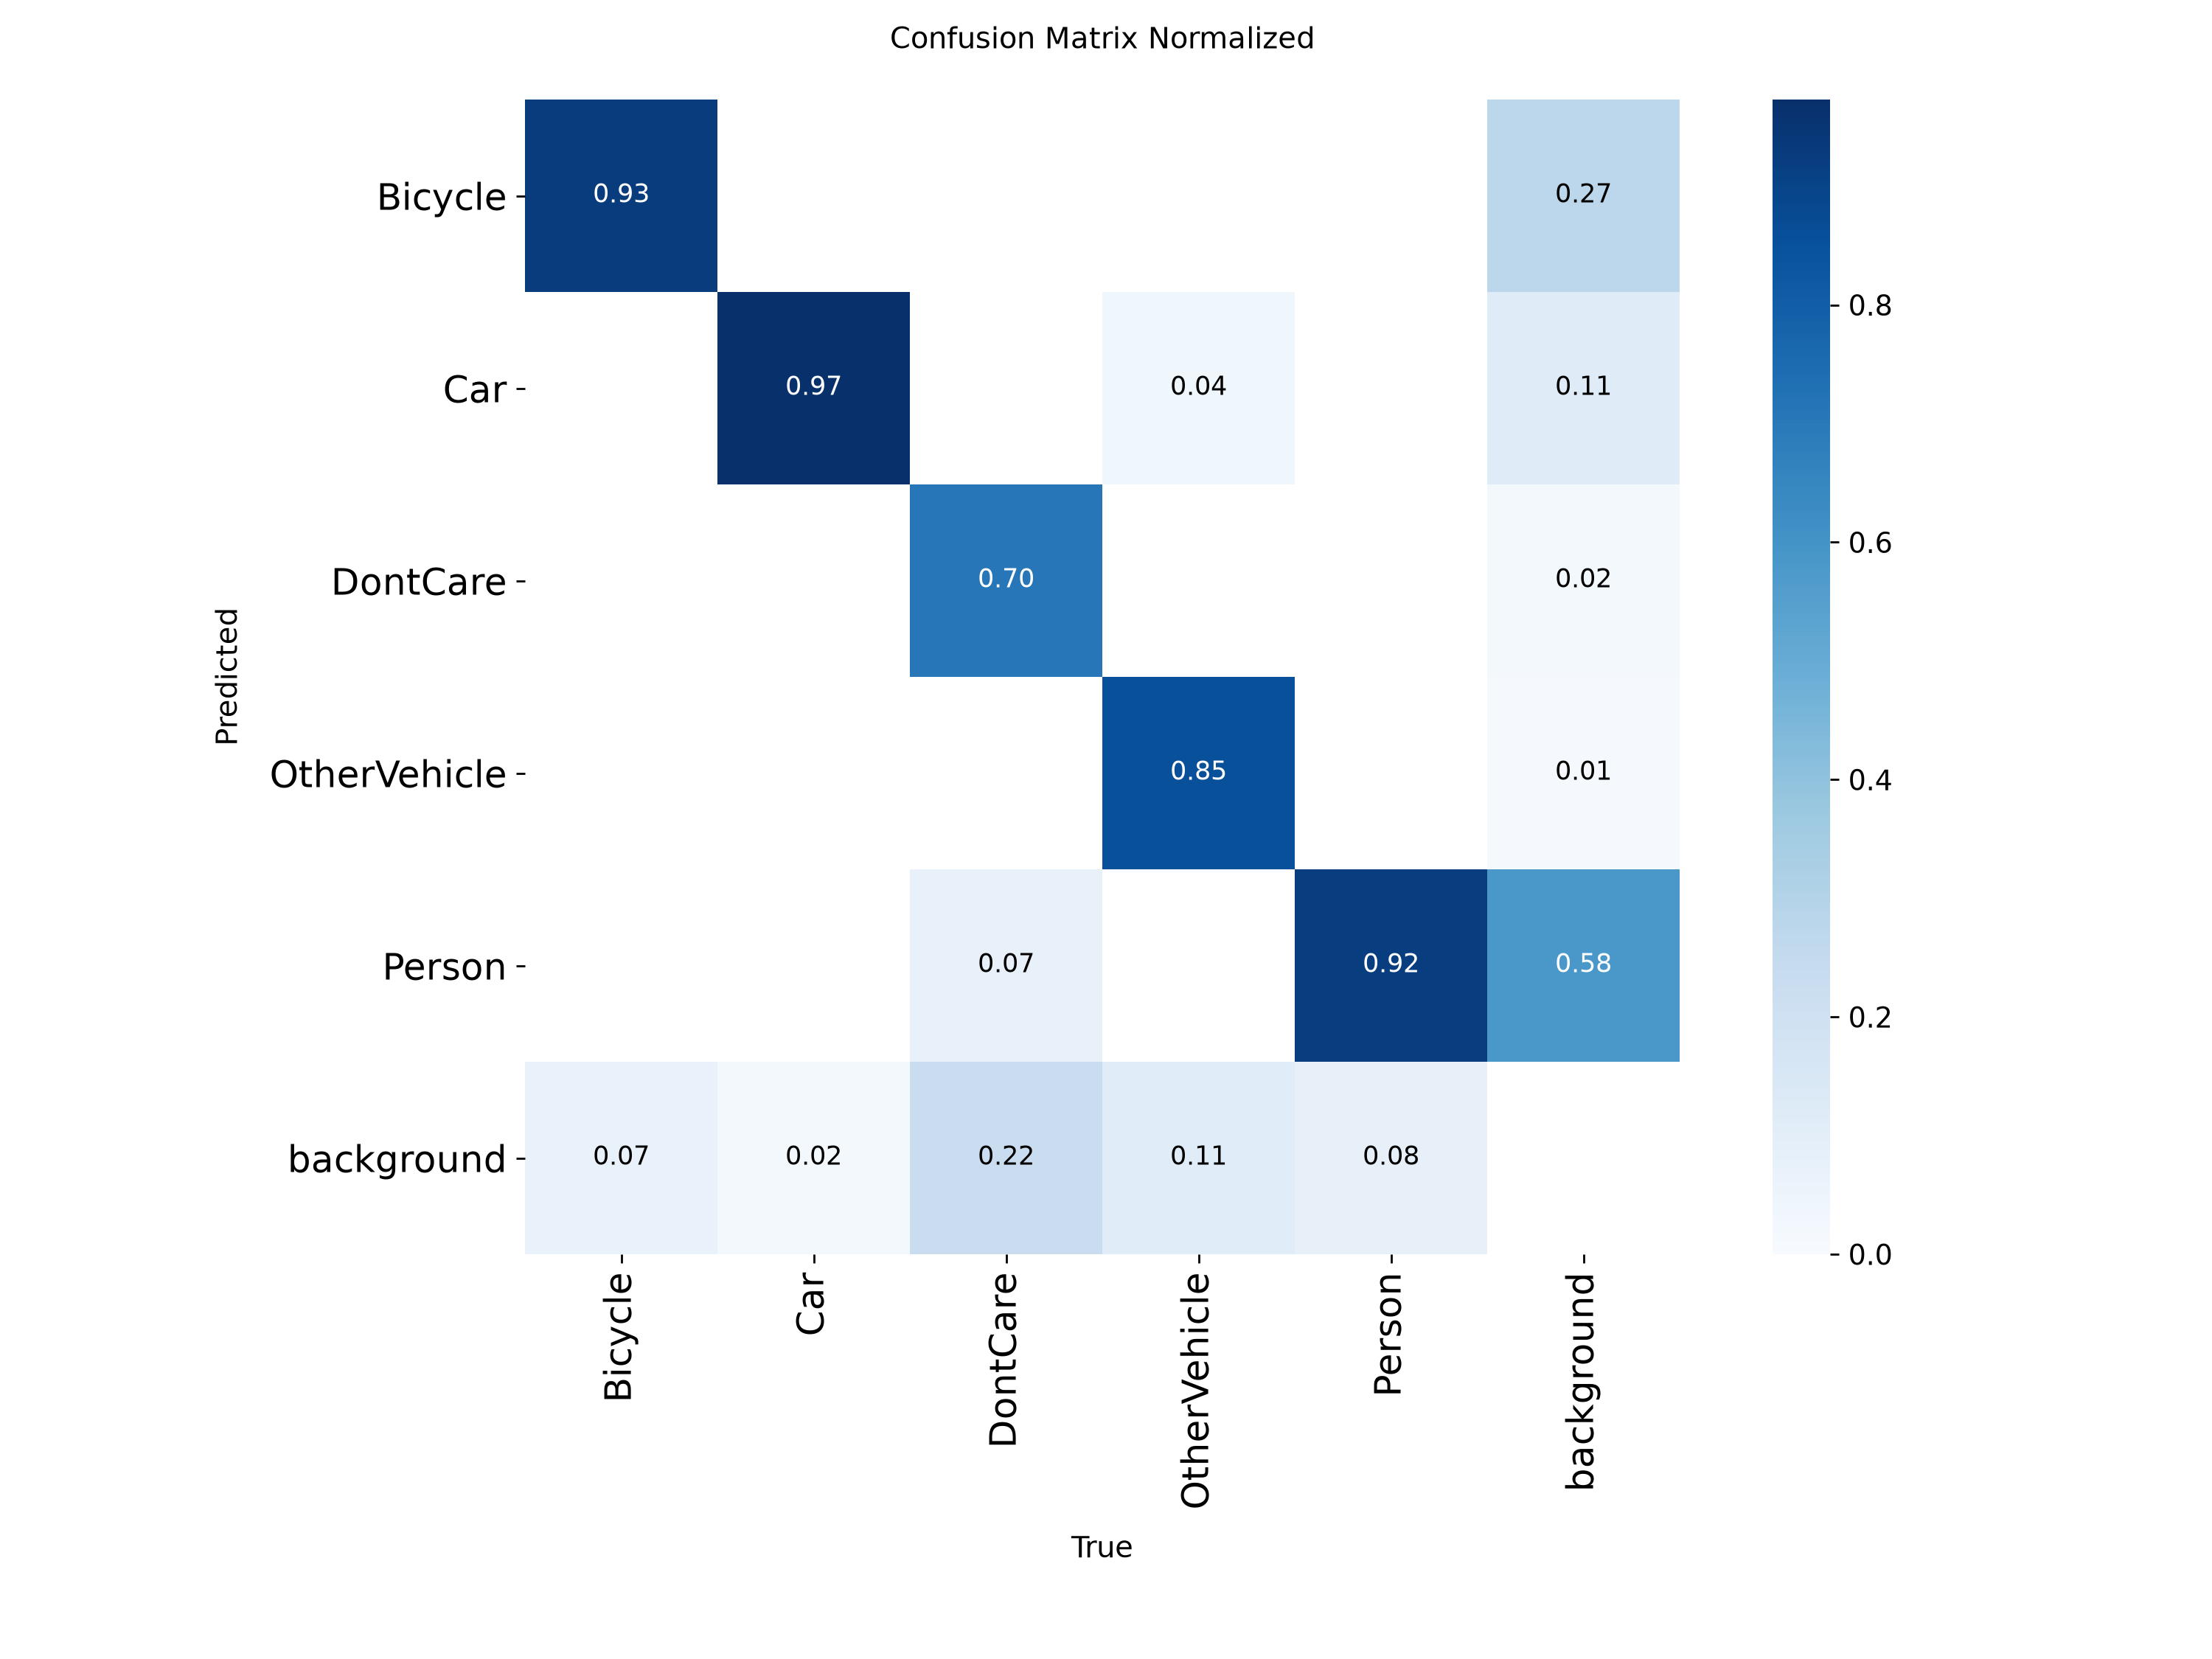 Confusion Matrix Normalized
Bicycle
0.93
0.27
Car
0.97
0.04
0.11
DontCare
0.70
0.02
OtherVehicle
0.85
0.01
Person
0.07
0.92
0.58
background
0.07
0.02
0.22
0.11
0.08
Predicted
Bicycle
Car
DontCare
OtherVehicle
Person
background
True
0.8
0.6
0.4
0.2
0.0